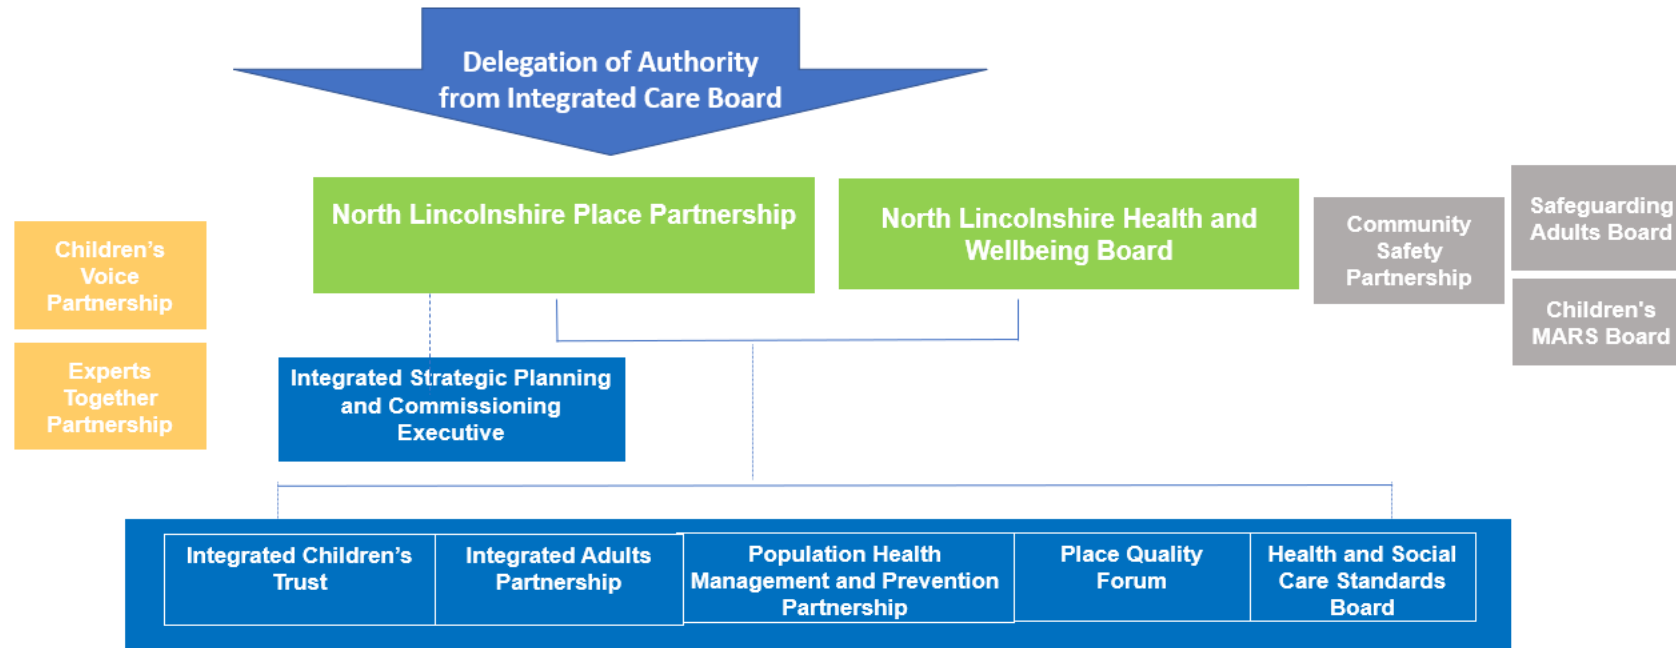 Delegation of Authority
from Integrated Care Board
North Lincolnshire Place Partnership
North Lincolnshire Health and
Wellbeing Board
Community
Safety
Partnership
Safeguarding
Adults Board
Children's
MARS Board
Children’s
Voice
Partnership
Experts
Together
Partnership
Integrated Strategic Planning
and Commissioning
Executive
Integrated Children’s
Trust
Integrated Adults
Partnership
Population Health
Management and Prevention
Partnership
Place Quality
Forum
Health and Social
Care Standards
Board